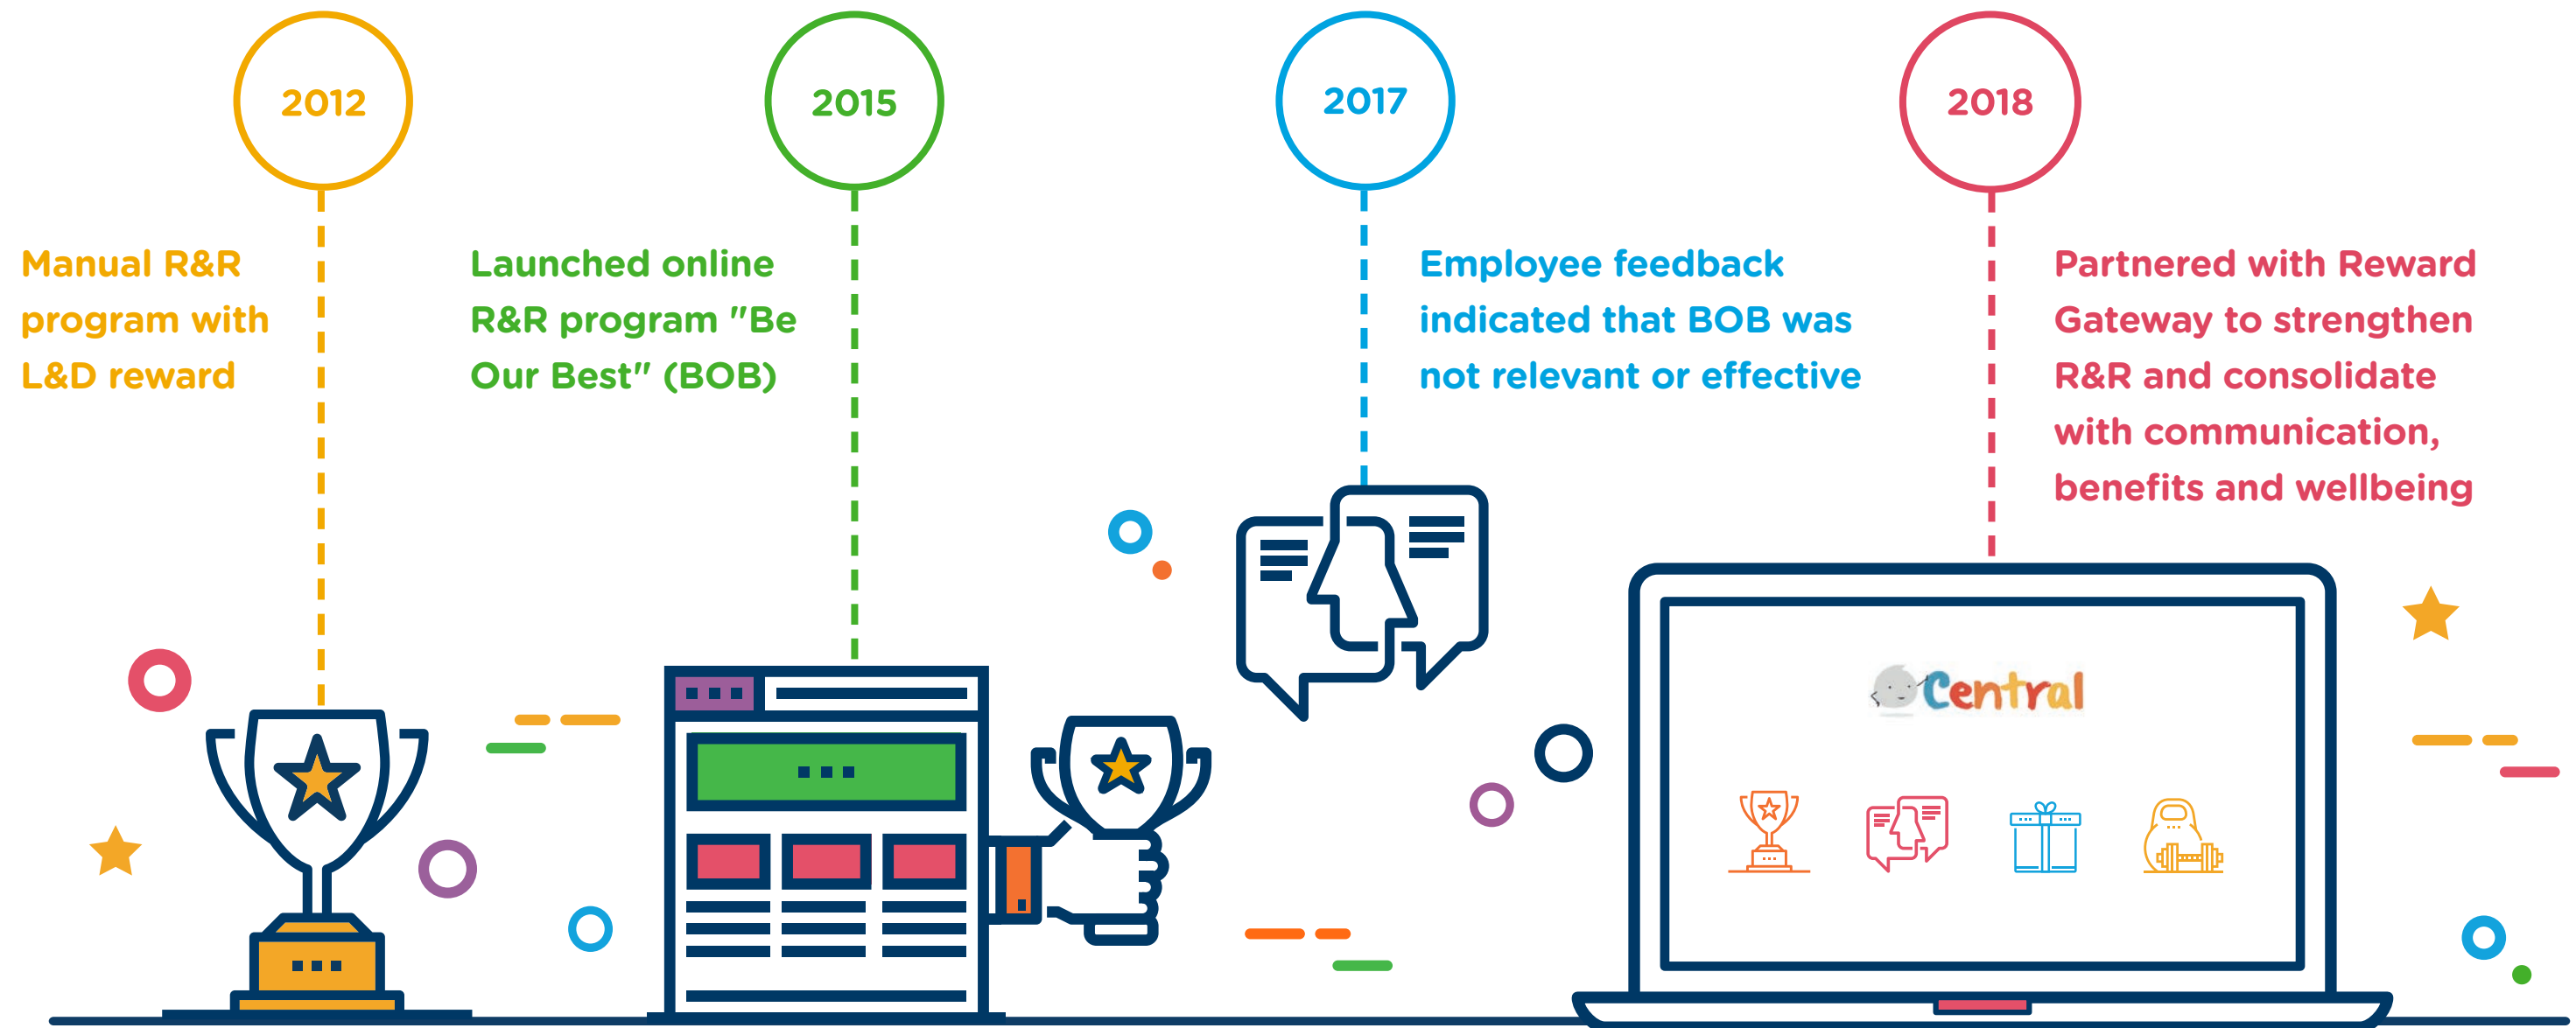 2012
Manual R&R
program with
L&D reward
2015
Launched online
R&R program "Be
Our Best" (BOB)
2017
Employee feedback
indicated that BOB was
not relevant or effective
2018
Partnered with Reward
Gateway to strengthen
R&R and consolidate
with communication,
benefits and wellbeing
Central